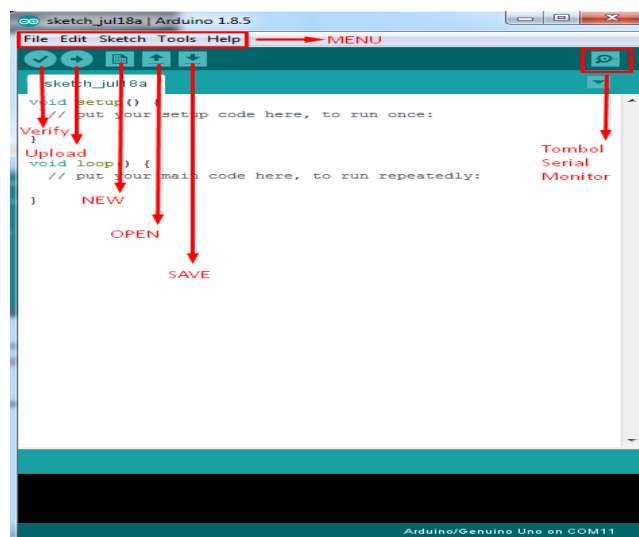 sketch_jul18a | Arduino 1.8.5
File Edit Sketch Tools Help MENU
sketch_jul18a
void setup() {
// put your setup code here, to run once:
Verify
}
Upload
void loop() {
// put your main code here, to run repeatedly:
}
NEW
OPEN
SAVE
Tombol
Serial
Monitor
Arduino/Genuino Uno on COM11